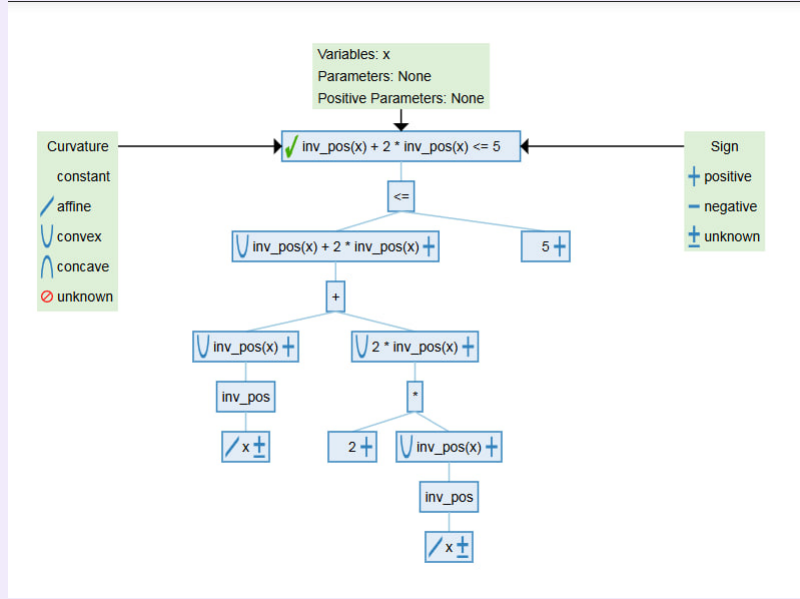 Variables: x
Parameters: None
Positive Parameters: None
Curvature
constant
affine
convex
concave
unknown
inv_pos(x) + 2 * inv_pos(x) <= 5
Sign
positive
negative
unknown
<=
inv_pos(x) + 2 * inv_pos(x)
5
+
inv_pos(x)
2 * inv_pos(x)
inv_pos
*
x
2
inv_pos(x)
inv_pos
x